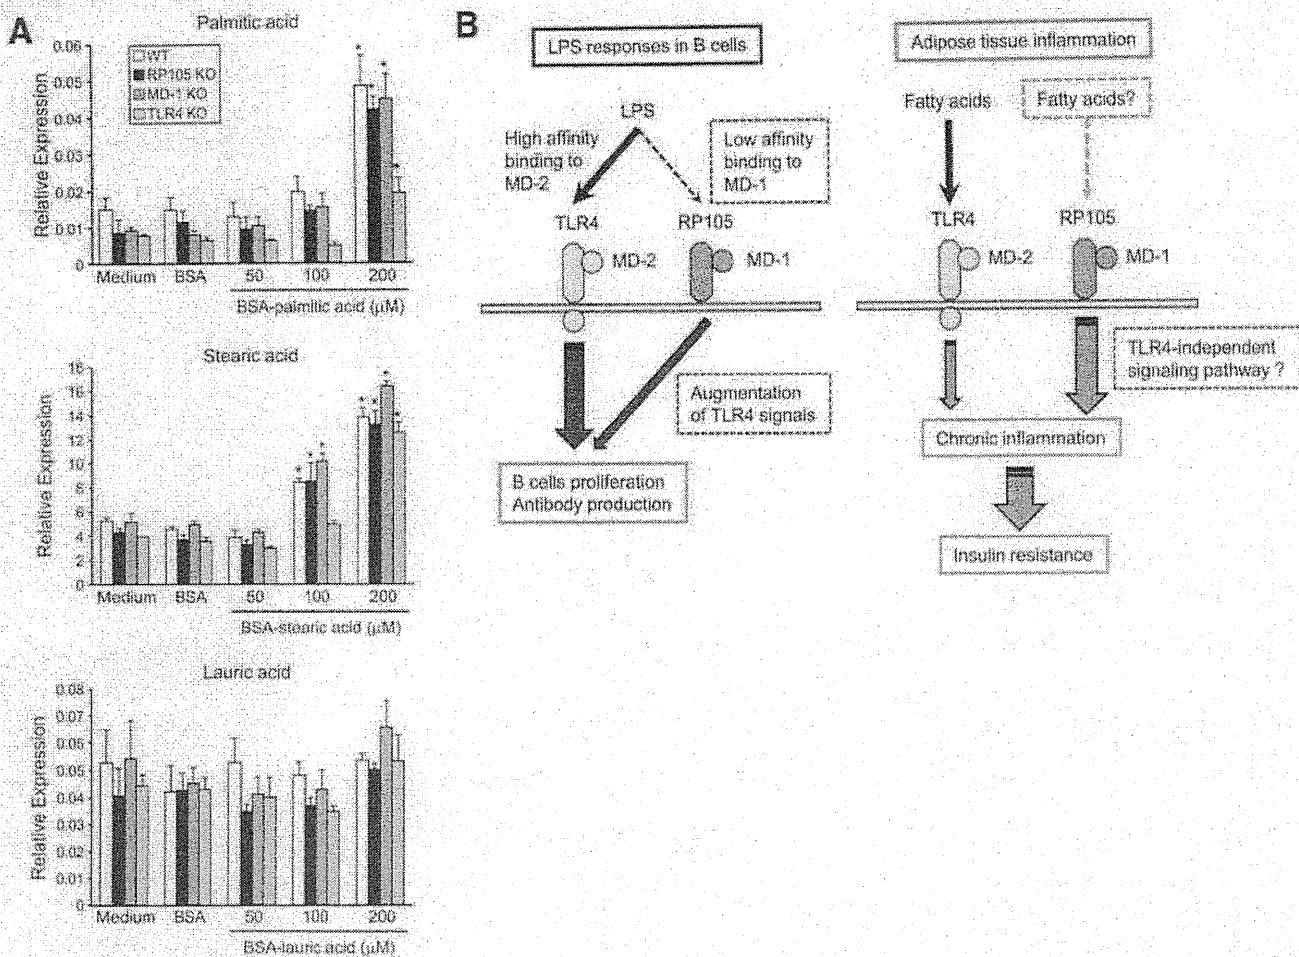 A
Palmitic acid
Relative Expression
0.06
0.05
0.04
0.03
0.02
0.01
0
WT
RP105 KO
MD-1 KO
TLR4 KO
Medium BSA 50 100 200
BSA-palmitic acid (µM)
Stearic acid
Relative Expression
18
16
14
12
10
8
6
4
2
0
Medium BSA 50 100 200
BSA-stearic acid (µM)
Lauric acid
Relative Expression
0.08
0.07
0.06
0.05
0.04
0.03
0.02
0.01
0
Medium BSA 50 100 200
BSA-lauric acid (µM)
B
LPS responses in B cells
LPS
High affinity
binding to
MD-2
Low affinity
binding to
MD-1
TLR4
RP105
MD-2
MD-1
Augmentation
of TLR4 signals
B cells proliferation
Antibody production
Adipose tissue inflammation
Fatty acids
Fatty acids?
TLR4
RP105
MD-2
MD-1
TLR4-independent
signaling pathway ?
Chronic inflammation
Insulin resistance